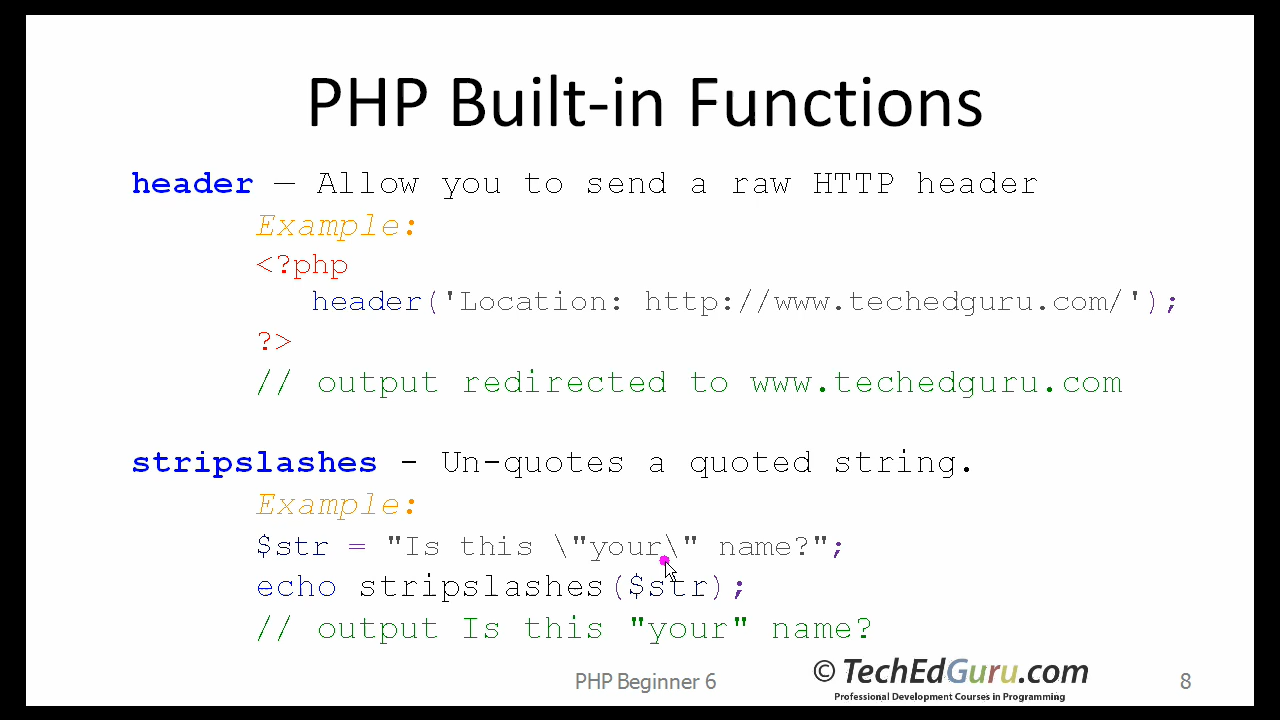 PHP Built-in Functions
header – Allow you to send a raw HTTP header
Example:
<?php
header('Location: http://www.techedguru.com/');
?>
// output redirected to www.techedguru.com
stripslashes - Un-quotes a quoted string.
Example:
$str = "Is this \"your\" name?";
echo stripslashes($str);
// output Is this "your" name?
PHP Beginner 6
© TechEdGuru.com
Professional Development Courses in Programming
8